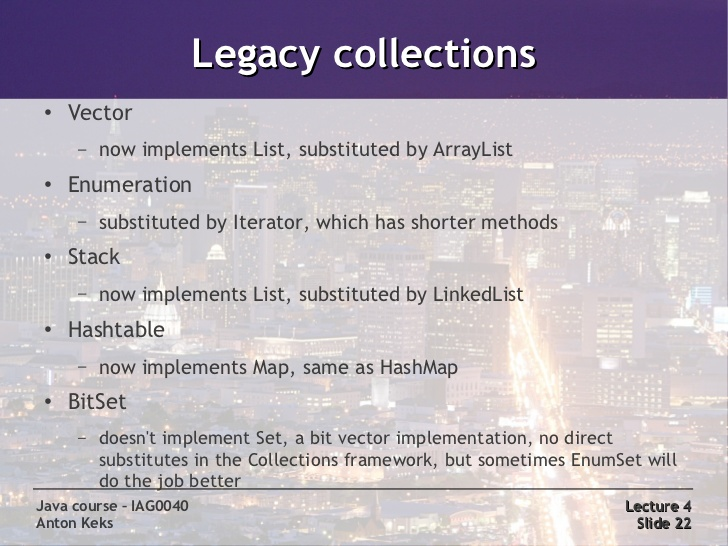 Legacy collections
• Vector
– now implements List, substituted by ArrayList
• Enumeration
– substituted by Iterator, which has shorter methods
• Stack
– now implements List, substituted by LinkedList
• Hashtable
– now implements Map, same as HashMap
• BitSet
– doesn't implement Set, a bit vector implementation, no direct
substitutes in the Collections framework, but sometimes EnumSet will
do the job better
Java course – IAG0040
Anton Keks
Lecture 4
Slide 22